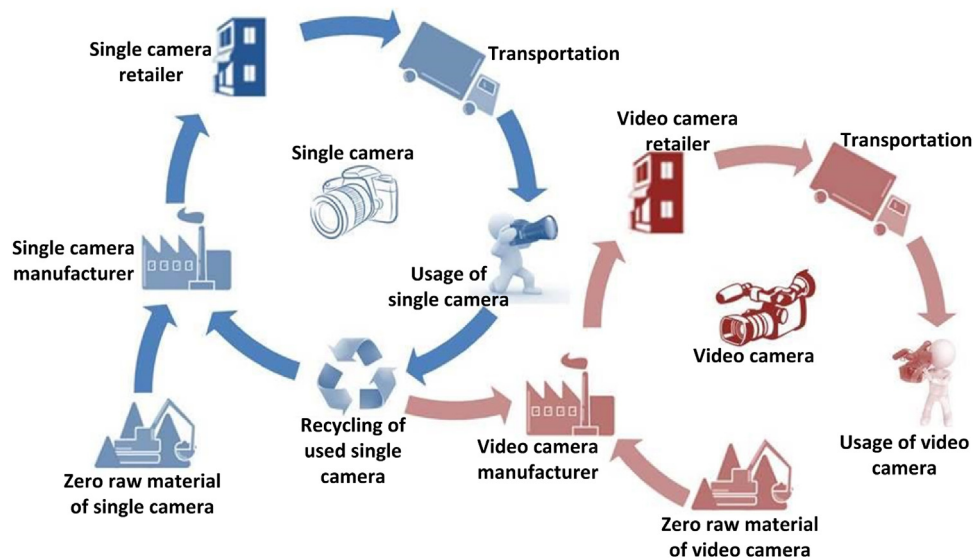 Single camera
retailer
Transportation
Single camera
Video camera
retailer
Transportation
Single camera
manufacturer
Usage of
single camera
Video camera
Recycling of
used single
camera
Video camera
manufacturer
Usage of video
camera
Zero raw material
of single camera
Zero raw material
of video camera